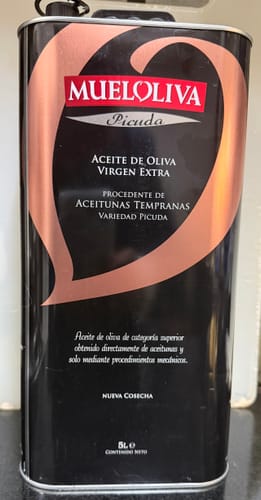 MUELOLIVA
Picuda
ACEITE DE OLIVA
VIRGEN EXTRA
PROCEDENTE DE
ACEITUNAS TEMPRANAS
VARIEDAD PICUDA
Aceite de oliva de categoría superior
obtenido directamente de aceitunas y
solo mediante procedimientos mecánicos.
NUEVA COSECHA
5L e
CONTENIDO NETO